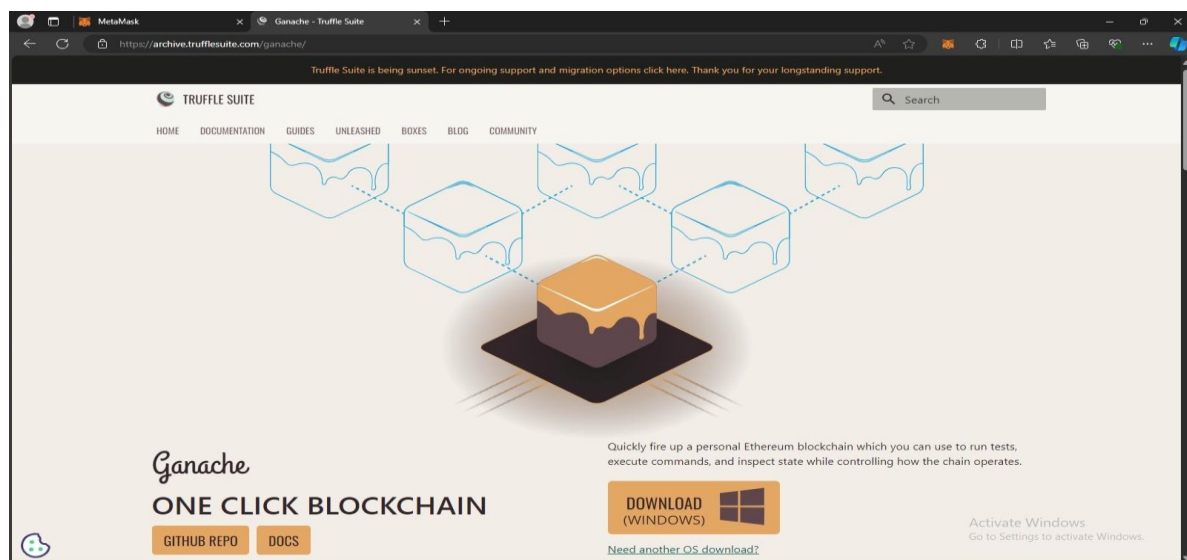 MetaMask
Ganache - Truffle Suite
https://archive.trufflesuite.com/ganache/
Truffle Suite is being sunset. For ongoing support and migration options click here. Thank you for your longstanding support.
TRUFFLE SUITE
Search
HOME DOCUMENTATION GUIDES UNLEASHED BOXES BLOG COMMUNITY
Ganache
ONE CLICK BLOCKCHAIN
GITHUB REPO DOCS
Quickly fire up a personal Ethereum blockchain which you can use to run tests,
execute commands, and inspect state while controlling how the chain operates.
DOWNLOAD
(WINDOWS)
Need another OS download?
Activate Windows
Go to Settings to activate Windows.